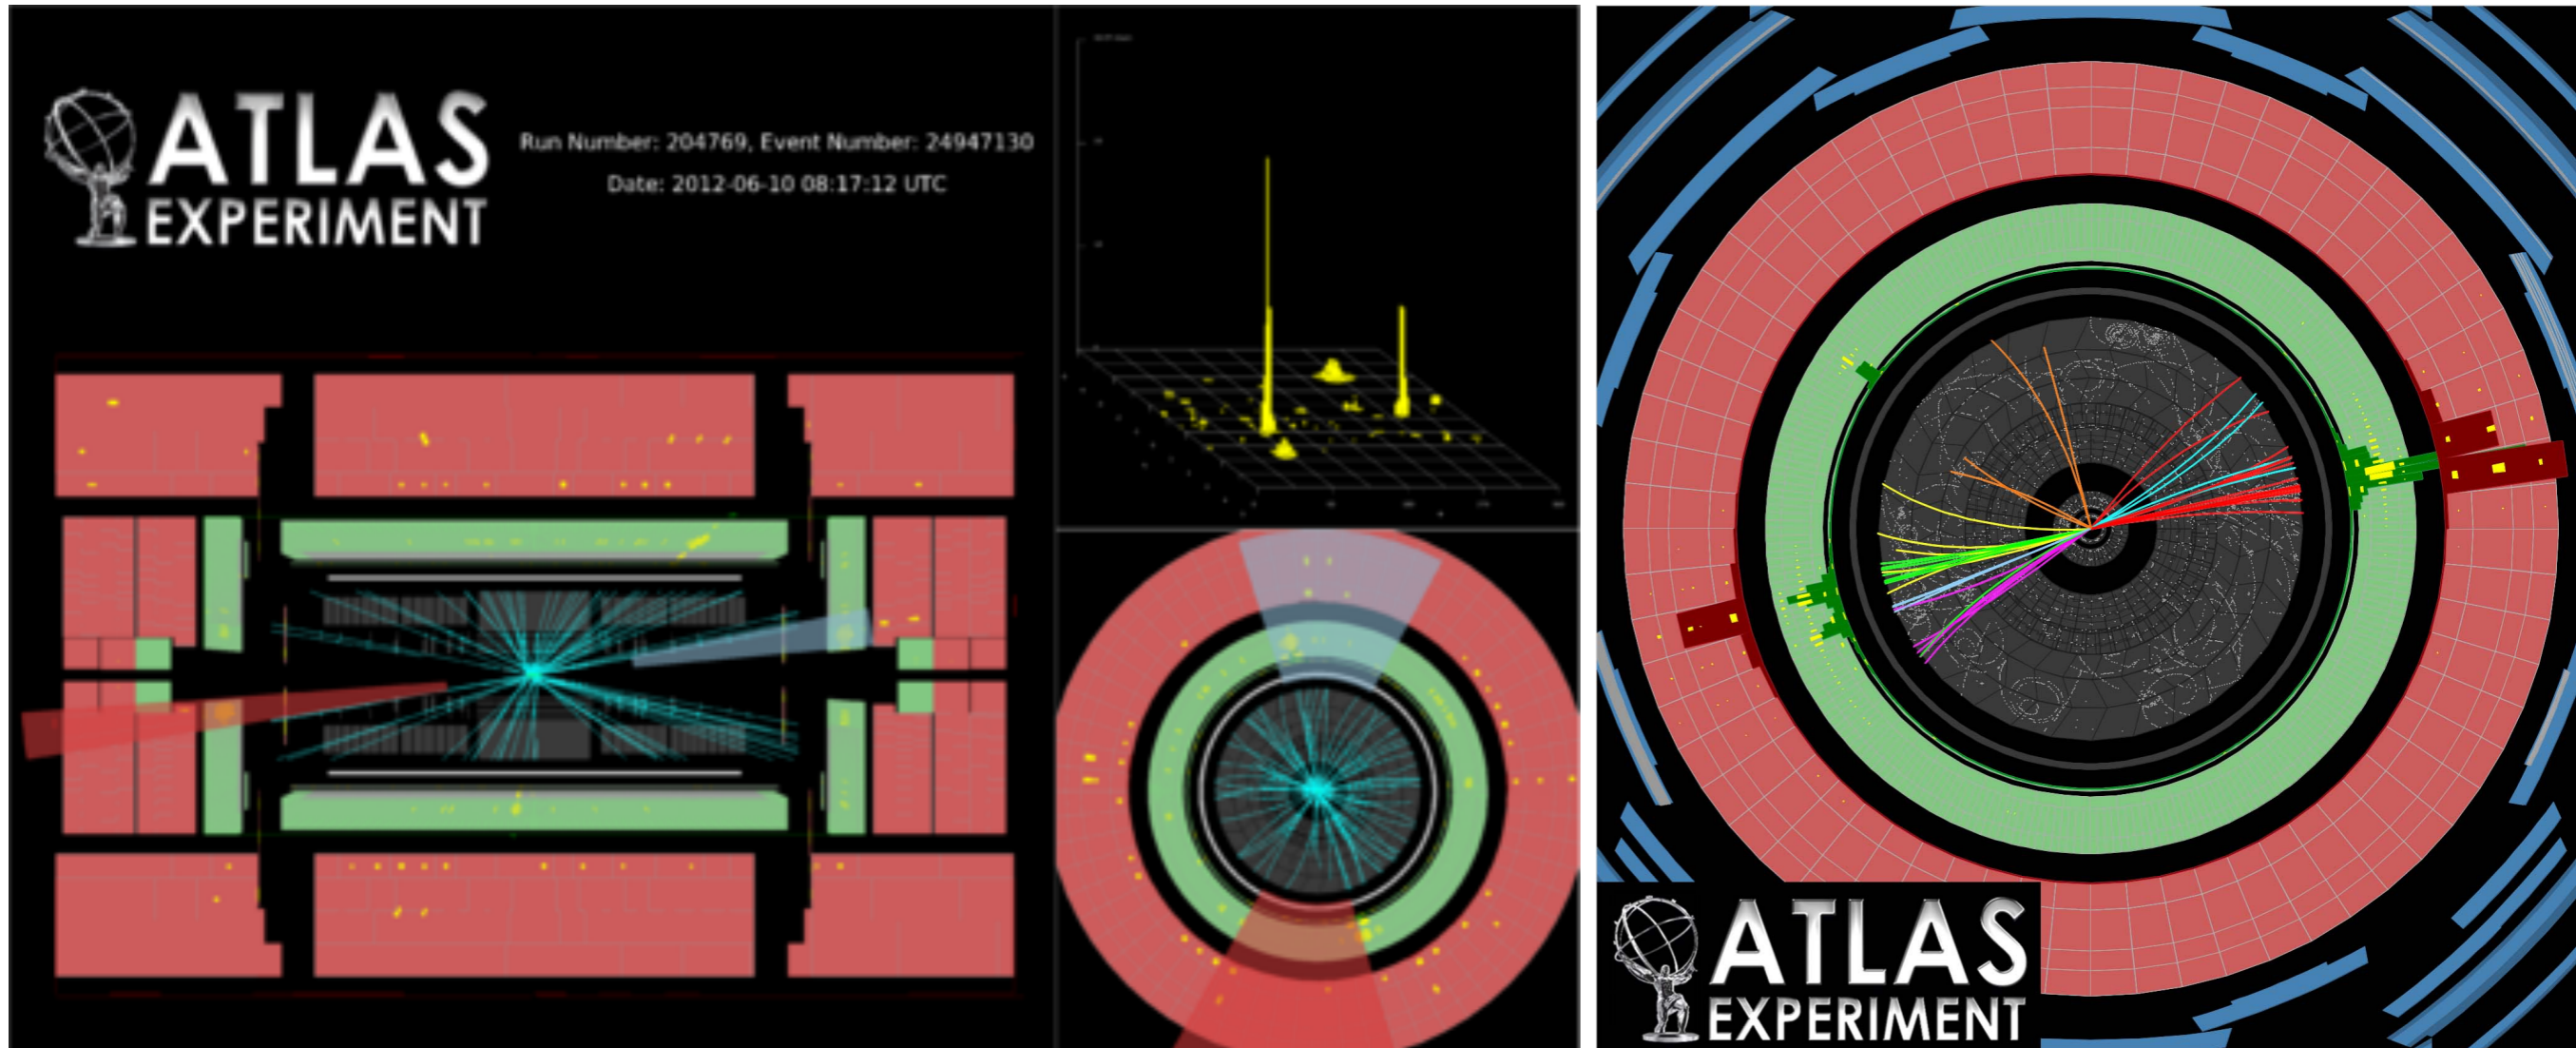 ATLAS
EXPERIMENT
Run Number: 204769, Event Number: 24947130
Date: 2012-06-10 08:17:12 UTC
ATLAS
EXPERIMENT